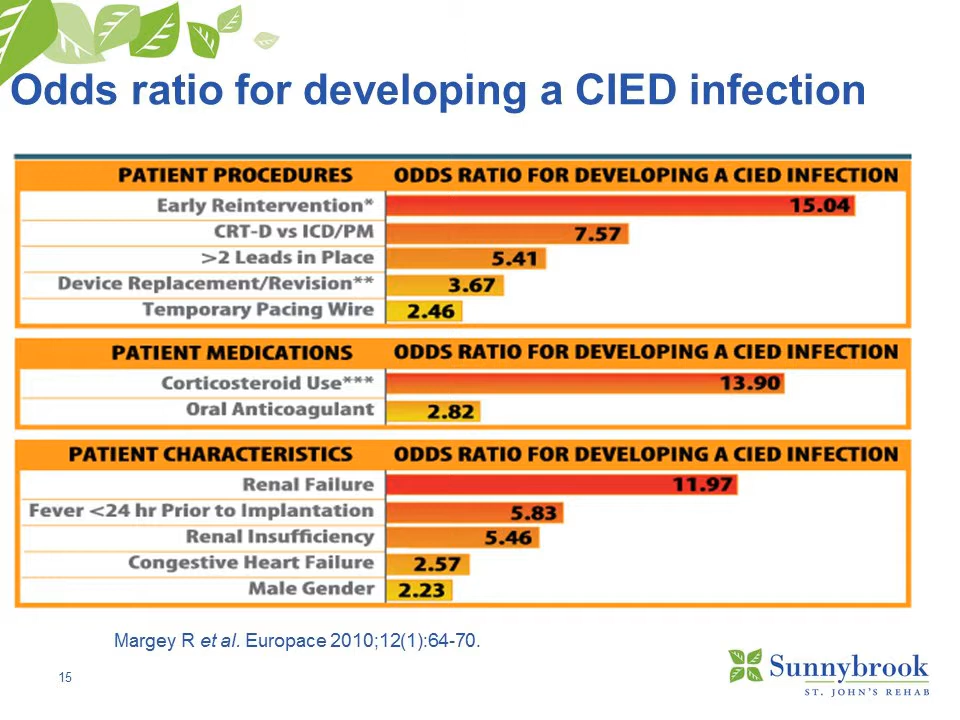 Odds ratio for developing a CIED infection
PATIENT PROCEDURES ODDS RATIO FOR DEVELOPING A CIED INFECTION
Early Reintervention* 15.04
CRT-D vs ICD/PM 7.57
>2 Leads in Place 5.41
Device Replacement/Revision** 3.67
Temporary Pacing Wire 2.46
PATIENT MEDICATIONS ODDS RATIO FOR DEVELOPING A CIED INFECTION
Corticosteroid Use*** 13.90
Oral Anticoagulant 2.82
PATIENT CHARACTERISTICS ODDS RATIO FOR DEVELOPING A CIED INFECTION
Renal Failure 11.97
Fever <24 hr Prior to Implantation 5.83
Renal Insufficiency 5.46
Congestive Heart Failure 2.57
Male Gender 2.23
Margey R et al. Europace 2010;12(1):64-70.
15
Sunnybrook
ST. JOHN'S REHAB